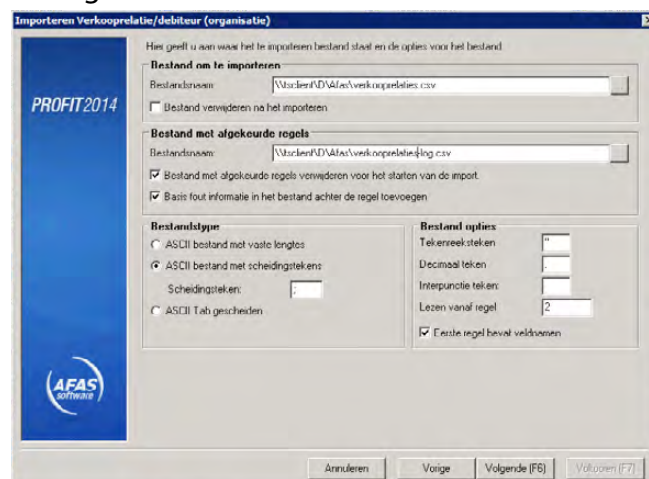 Importeren Verkooprelatie/debiteur (organisatie)
Hier geeft u aan waar het te importeren bestand staat en de opties voor het bestand.
PROFIT 2014
Bestand om te importeren
Bestandsnaam: \\tsclient\D\Afas\verkooprelaties.csv
Bestand verwijderen na het importeren
Bestand met afgekeurde regels
Bestandsnaam: \\tsclient\D\Afas\verkooprelaties-log.csv
Bestand met afgekeurde regels verwijderen voor het starten van de import.
Basis fout informatie in het bestand achter de regel toevoegen
Bestandstype
ASCII bestand met vaste lengtes
ASCII bestand met scheidingstekens
Scheidingsteken: ;
ASCII Tab gescheiden
Bestand opties
Tekenreeksteken "
Decimaal teken .
Interpunctie teken:
Lezen vanaf regel 2
Eerste regel bevat veldnamen
AFAS
software
Annuleren Vorige Volgende (F6) Voltooien (F7)